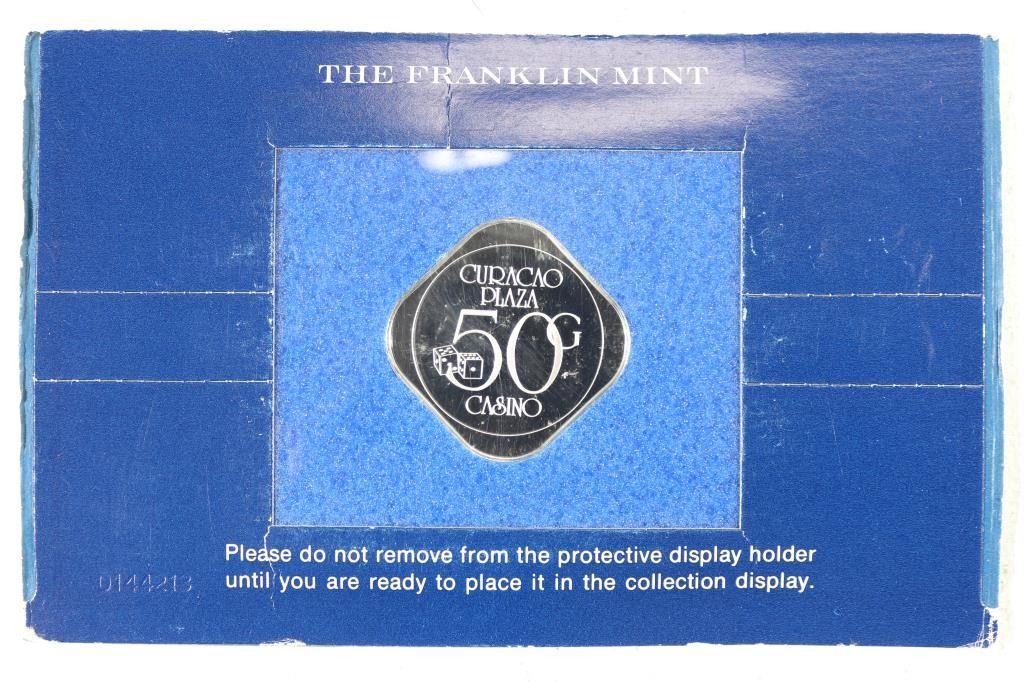 THE FRANKLIN MINT
CURACAO
PLAZA
50G
CASINO
Please do not remove from the protective display holder
until you are ready to place it in the collection display.
0144213